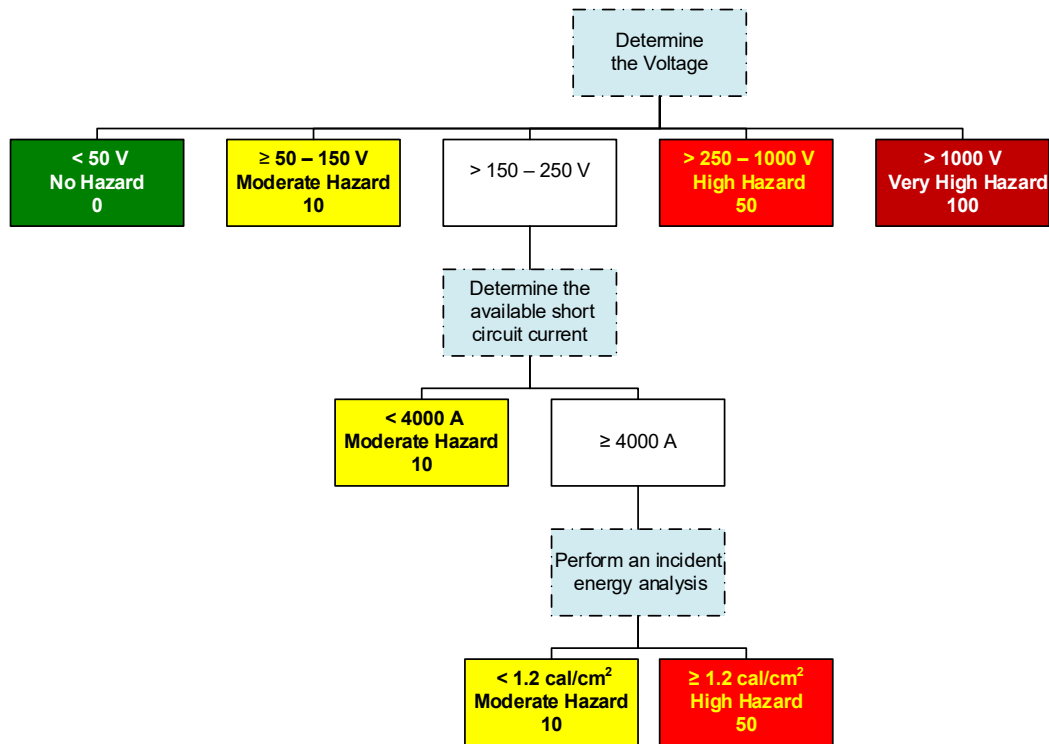 Determine
the Voltage
< 50 V
No Hazard
0
≥ 50 – 150 V
Moderate Hazard
10
> 150 – 250 V
> 250 – 1000 V
High Hazard
50
> 1000 V
Very High Hazard
100
Determine the
available short
circuit current
< 4000 A
Moderate Hazard
10
≥ 4000 A
Perform an incident
energy analysis
< 1.2 cal/cm²
Moderate Hazard
10
≥ 1.2 cal/cm²
High Hazard
50